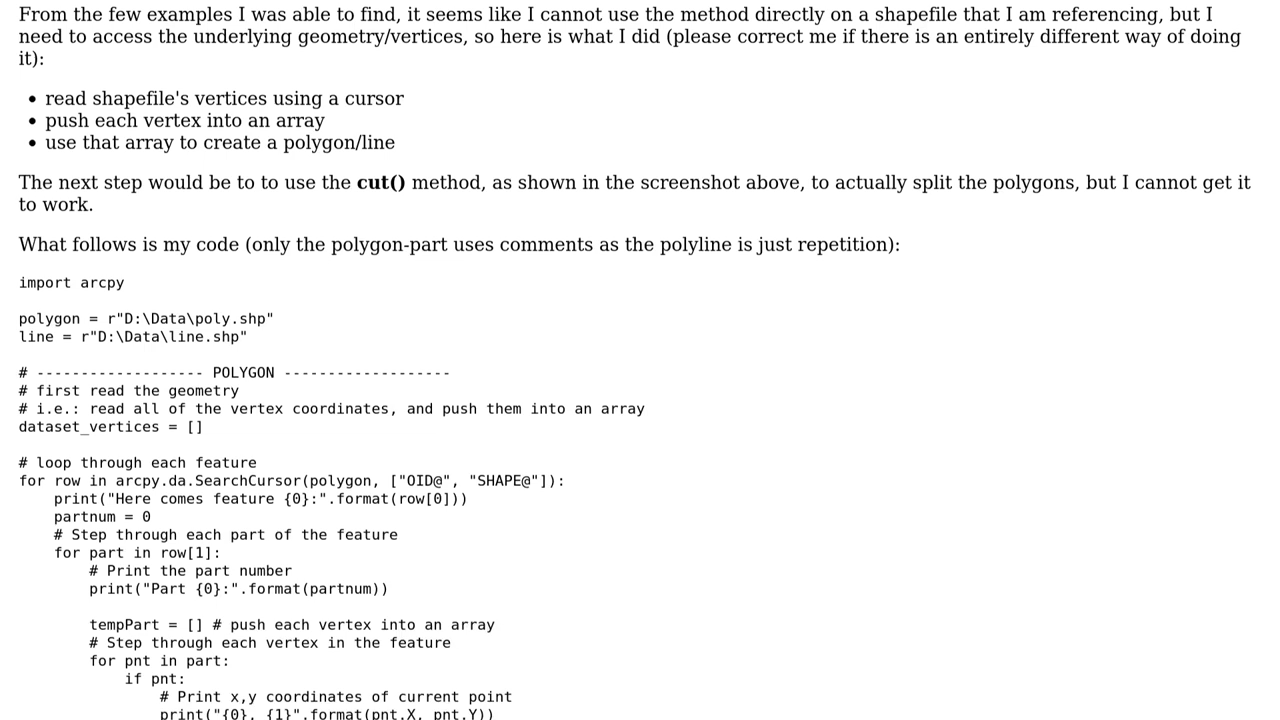 From the few examples I was able to find, it seems like I cannot use the method directly on a shapefile that I am referencing, but I
need to access the underlying geometry/vertices, so here is what I did (please correct me if there is an entirely different way of doing
it):
• read shapefile's vertices using a cursor
• push each vertex into an array
• use that array to create a polygon/line
The next step would be to to use the cut() method, as shown in the screenshot above, to actually split the polygons, but I cannot get it
to work.
What follows is my code (only the polygon-part uses comments as the polyline is just repetition):
import arcpy
polygon = r"D:\Data\poly.shp"
line = r"D:\Data\line.shp"
# ------------------- POLYGON -------------------
# first read the geometry
# i.e.: read all of the vertex coordinates, and push them into an array
dataset_vertices = []
# loop through each feature
for row in arcpy.da.SearchCursor(polygon, ["OID@", "SHAPE@"]):
    print("Here comes feature {0}:".format(row[0]))
    partnum = 0
    # Step through each part of the feature
    for part in row[1]:
        # Print the part number
        print("Part {0}:".format(partnum))
        tempPart = [] # push each vertex into an array
        # Step through each vertex in the feature
        for pnt in part:
            if pnt:
                # Print x,y coordinates of current point
                print("{0}, {1}".format(pnt.X, pnt.Y))